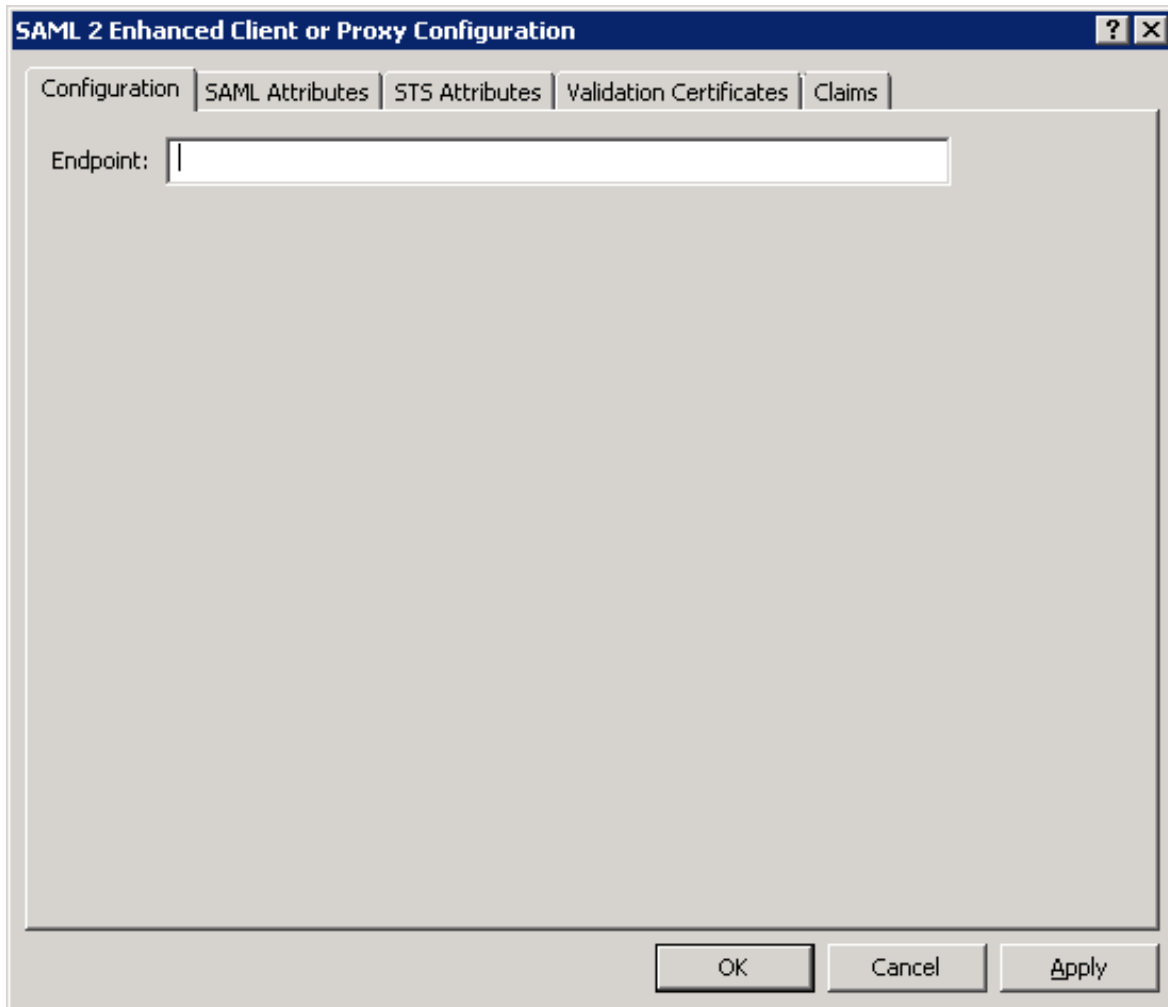 SAML 2 Enhanced Client or Proxy Configuration
Configuration SAML Attributes STS Attributes Validation Certificates Claims
Endpoint:
OK Cancel Apply